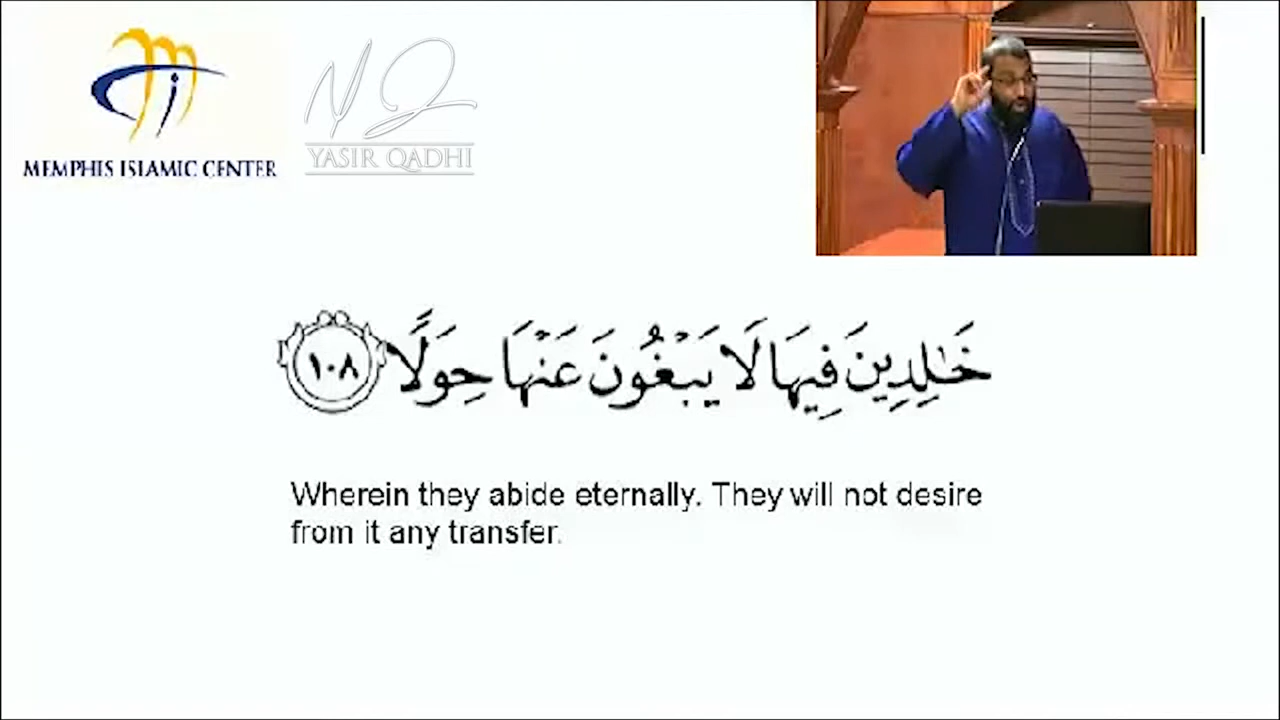 MEMPHIS ISLAMIC CENTER
YASIR QADHI
خَـٰلِدِينَ فِيهَا لَا يَبْغُونَ عَنْهَا حِوَلًا ١٠٨
Wherein they abide eternally. They will not desire
from it any transfer.